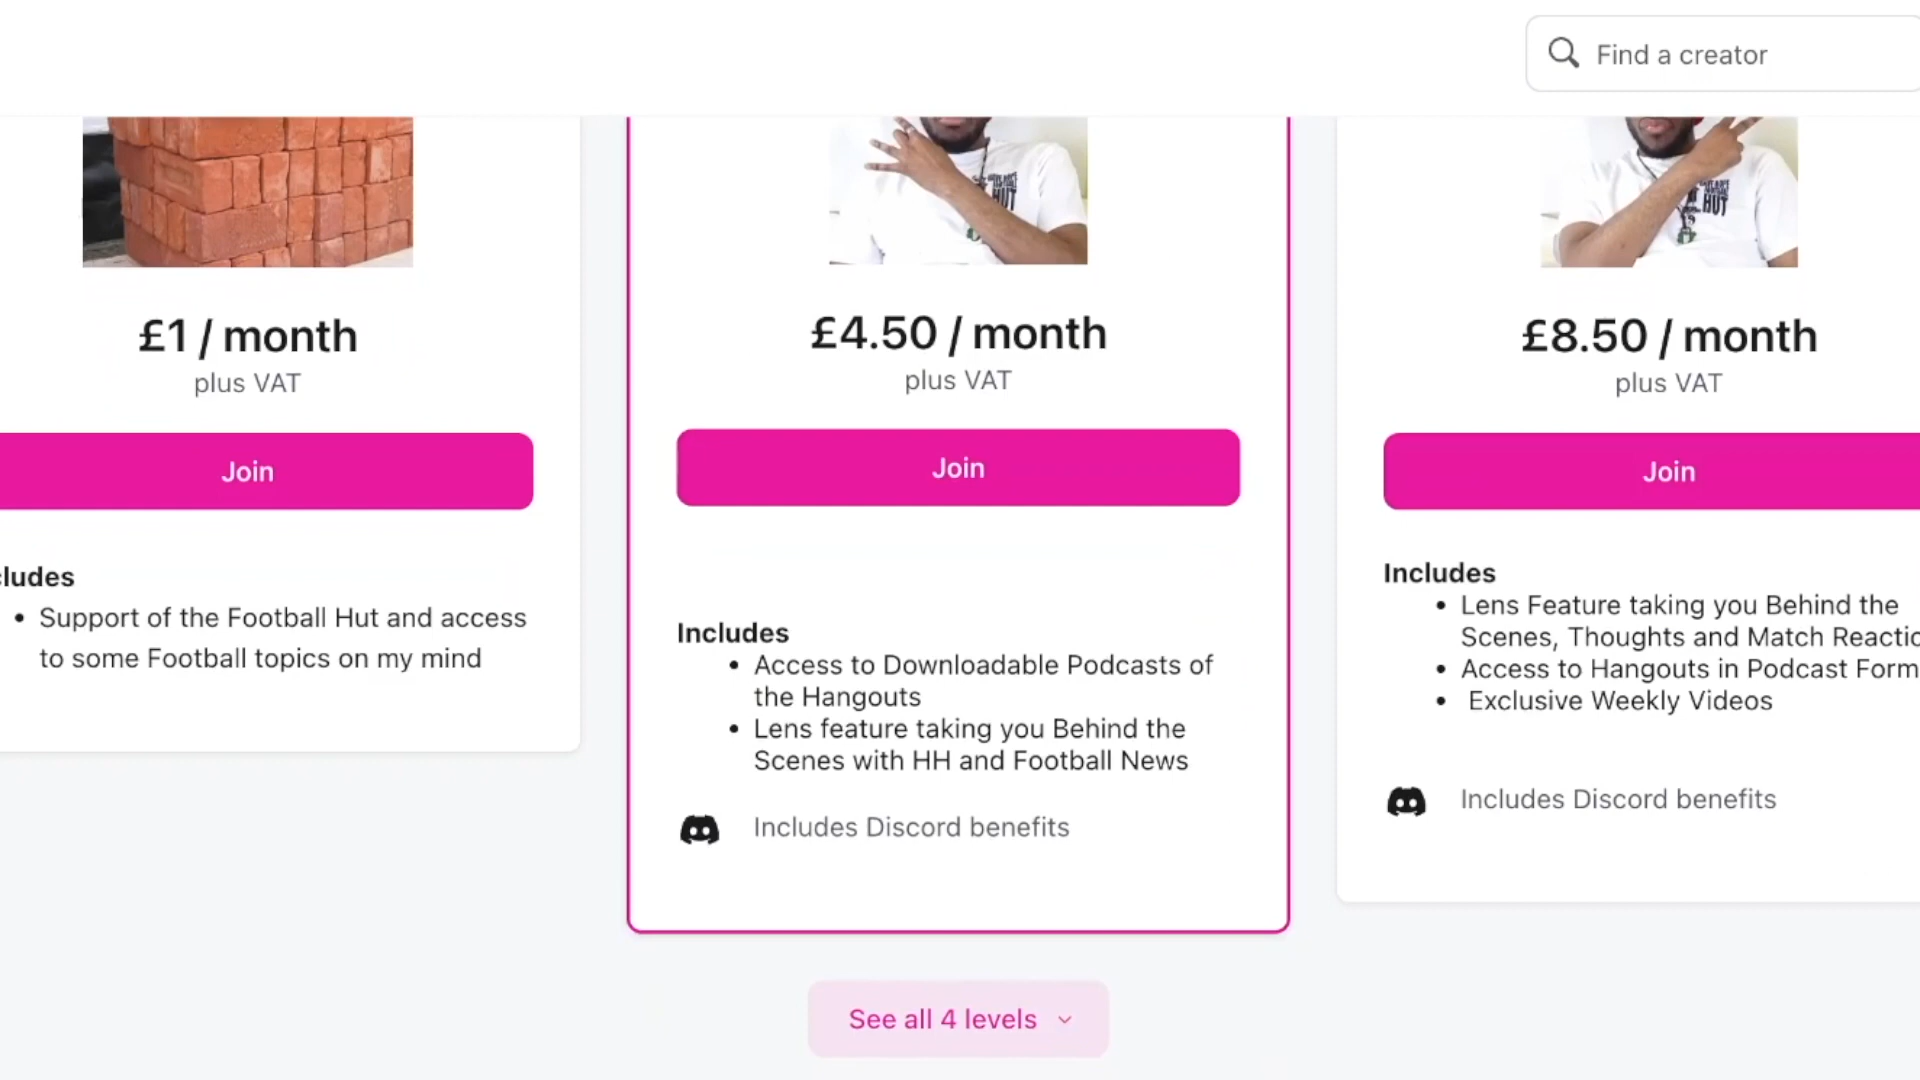 Find a creator
HUT
HUT
£1 / month
plus VAT
Join
cludes
• Support of the Football Hut and access
to some Football topics on my mind
£4.50 / month
plus VAT
Join
Includes
• Access to Downloadable Podcasts of
the Hangouts
• Lens feature taking you Behind the
Scenes with HH and Football News
Includes Discord benefits
£8.50 / month
plus VAT
Join
Includes
• Lens Feature taking you Behind the
Scenes, Thoughts and Match Reactio
• Access to Hangouts in Podcast Form
• Exclusive Weekly Videos
Includes Discord benefits
See all 4 levels